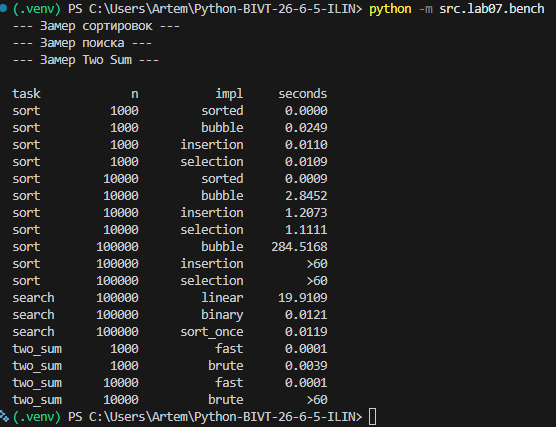 (.venv) PS C:\Users\Artem\Python-BIVT-26-6-5-ILIN> python -m src.lab07.bench
--- Замер сортировок ---
--- Замер поиска ---
--- Замер Two Sum ---
task n impl seconds
sort 1000 sorted 0.0000
sort 1000 bubble 0.0249
sort 1000 insertion 0.0110
sort 1000 selection 0.0109
sort 10000 sorted 0.0009
sort 10000 bubble 2.8452
sort 10000 insertion 1.2073
sort 10000 selection 1.1111
sort 100000 bubble 284.5168
sort 100000 insertion >60
sort 100000 selection >60
search 100000 linear 19.9109
search 100000 binary 0.0121
search 100000 sort_once 0.0119
two_sum 1000 fast 0.0001
two_sum 1000 brute 0.0039
two_sum 10000 fast 0.0001
two_sum 10000 brute >60
(.venv) PS C:\Users\Artem\Python-BIVT-26-6-5-ILIN>